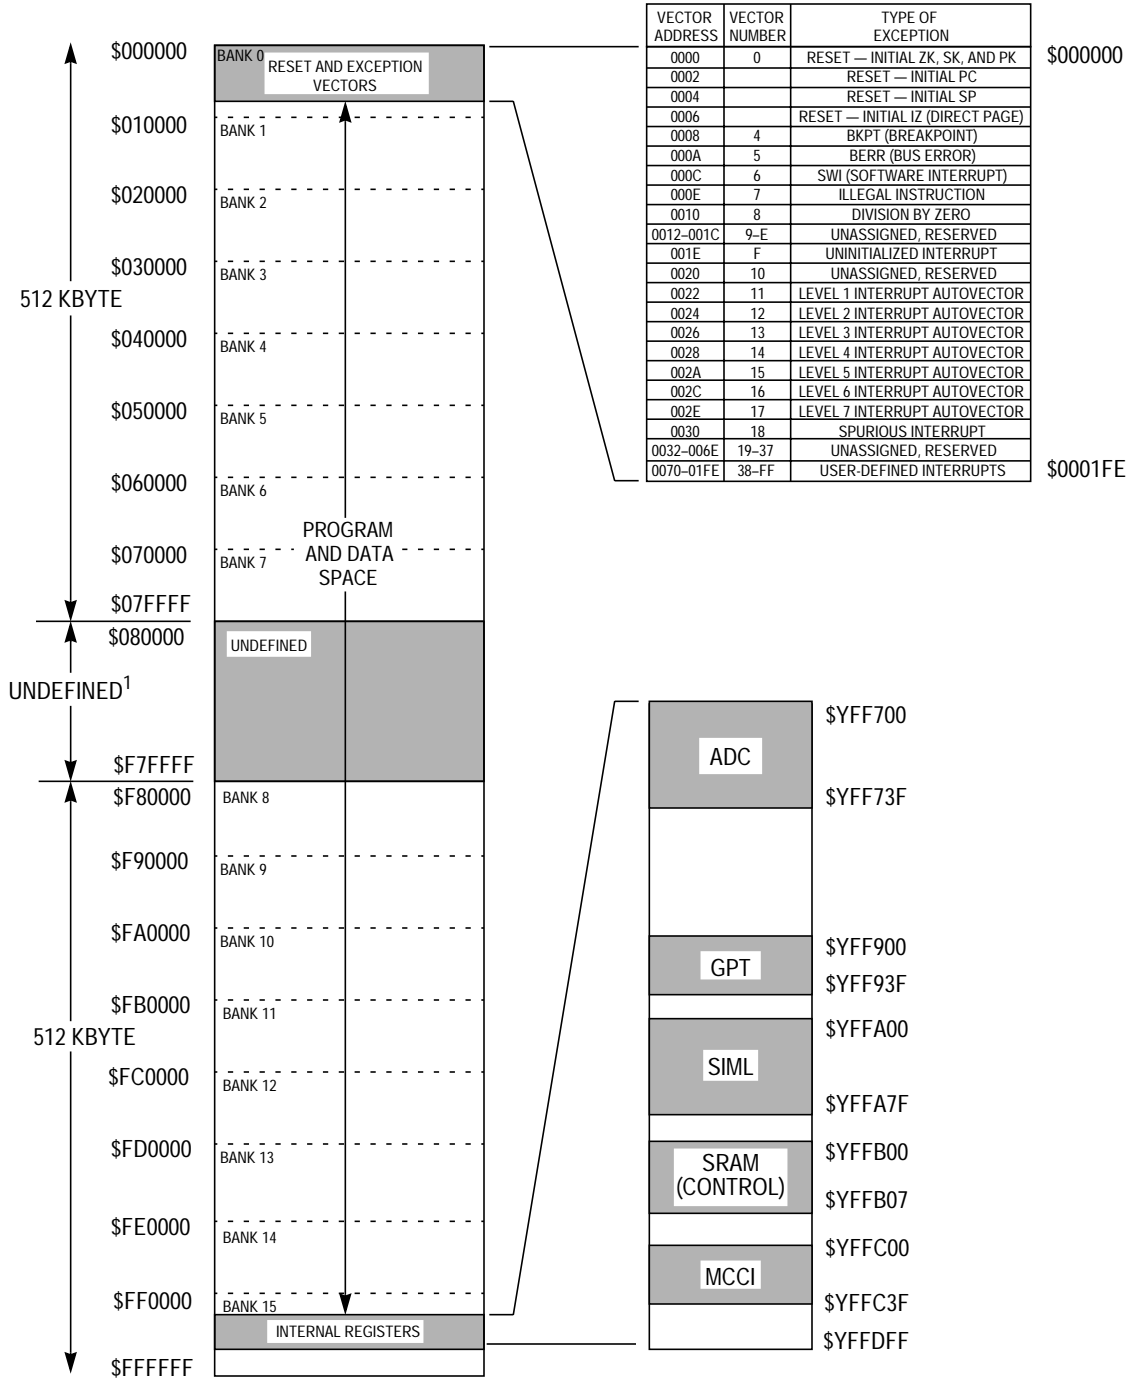 VECTOR ADDRESS VECTOR NUMBER TYPE OF EXCEPTION
0000 0 RESET — INITIAL ZK, SK, AND PK
0002 RESET — INITIAL PC
0004 RESET — INITIAL SP
0006 RESET — INITIAL IZ (DIRECT PAGE)
0008 4 BKPT (BREAKPOINT)
000A 5 BERR (BUS ERROR)
000C 6 SWI (SOFTWARE INTERRUPT)
000E 7 ILLEGAL INSTRUCTION
0010 8 DIVISION BY ZERO
0012–001C 9–E UNASSIGNED, RESERVED
001E F UNINITIALIZED INTERRUPT
0020 10 UNASSIGNED, RESERVED
0022 11 LEVEL 1 INTERRUPT AUTOVECTOR
0024 12 LEVEL 2 INTERRUPT AUTOVECTOR
0026 13 LEVEL 3 INTERRUPT AUTOVECTOR
0028 14 LEVEL 4 INTERRUPT AUTOVECTOR
002A 15 LEVEL 5 INTERRUPT AUTOVECTOR
002C 16 LEVEL 6 INTERRUPT AUTOVECTOR
002E 17 LEVEL 7 INTERRUPT AUTOVECTOR
0030 18 SPURIOUS INTERRUPT
0032–006E 19–37 UNASSIGNED, RESERVED
0070–01FE 38–FF USER-DEFINED INTERRUPTS
$000000
$0001FE
$000000
BANK 0
RESET AND EXCEPTION
VECTORS
$010000
BANK 1
$020000
BANK 2
$030000
BANK 3
512 KBYTE
$040000
BANK 4
$050000
BANK 5
$060000
BANK 6
PROGRAM
AND DATA
SPACE
$070000
BANK 7
$07FFFF
$080000
UNDEFINED
UNDEFINED1
$F7FFFF
$F80000
BANK 8
$F90000
BANK 9
$FA0000
BANK 10
$FB0000
BANK 11
512 KBYTE
$FC0000
BANK 12
$FD0000
BANK 13
$FE0000
BANK 14
$FF0000
BANK 15
INTERNAL REGISTERS
$FFFFFF
$YFF700
ADC
$YFF73F
$YFF900
GPT
$YFF93F
$YFFA00
SIML
$YFFA7F
$YFFB00
SRAM
(CONTROL)
$YFFB07
$YFFC00
MCCI
$YFFC3F
$YFFDFF